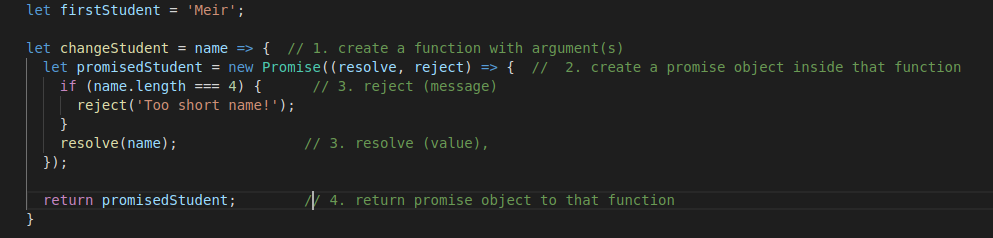 let firstStudent = 'Meir';
let changeStudent = name => {  // 1. create a function with argument(s)
  let promisedStudent = new Promise((resolve, reject) => {  //  2. create a promise object inside that function
    if (name.length === 4) {      // 3. reject (message)
      reject('Too short name!');
    }
    resolve(name);               // 3. resolve (value),
  });
  return promisedStudent;        // 4. return promise object to that function
}